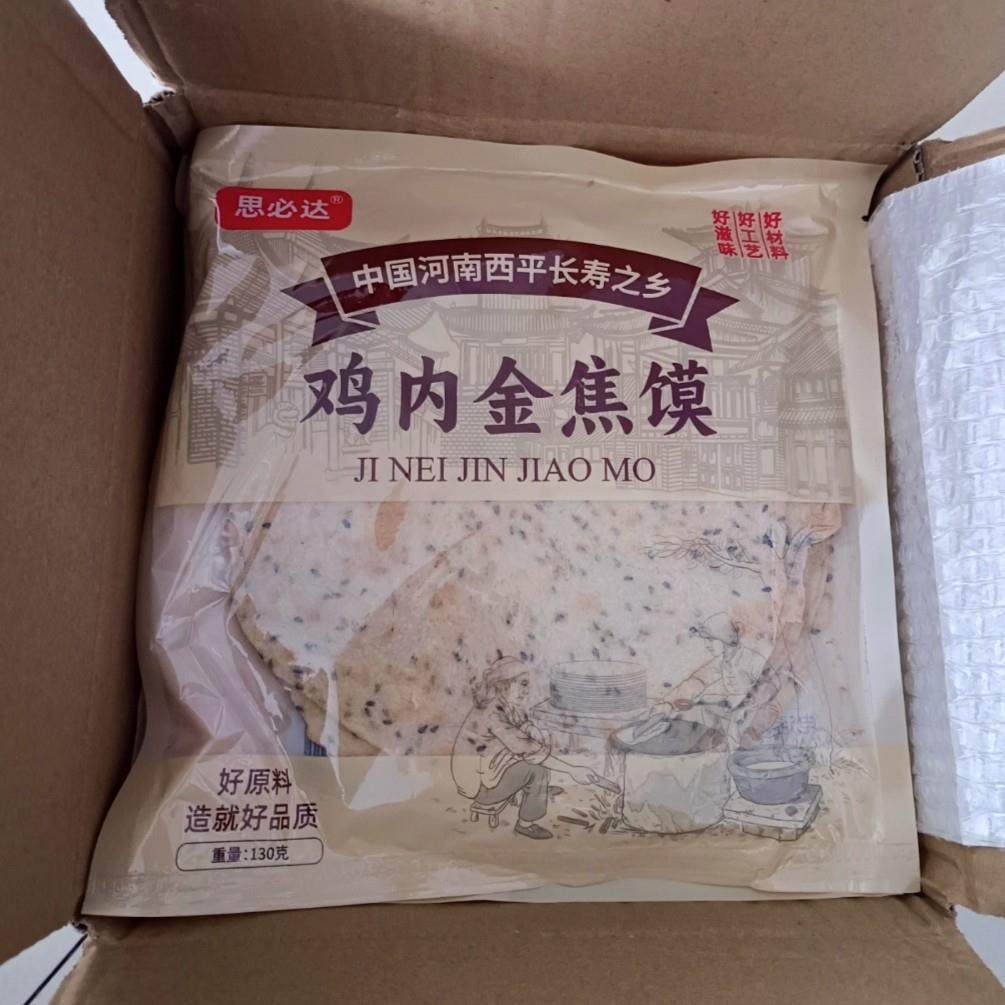 思必达®
好材料
好工艺
好滋味
中国河南西平长寿之乡
鸡内金焦馍
JI NEI JIN JIAO MO
好原料
造就好品质
重量:130克